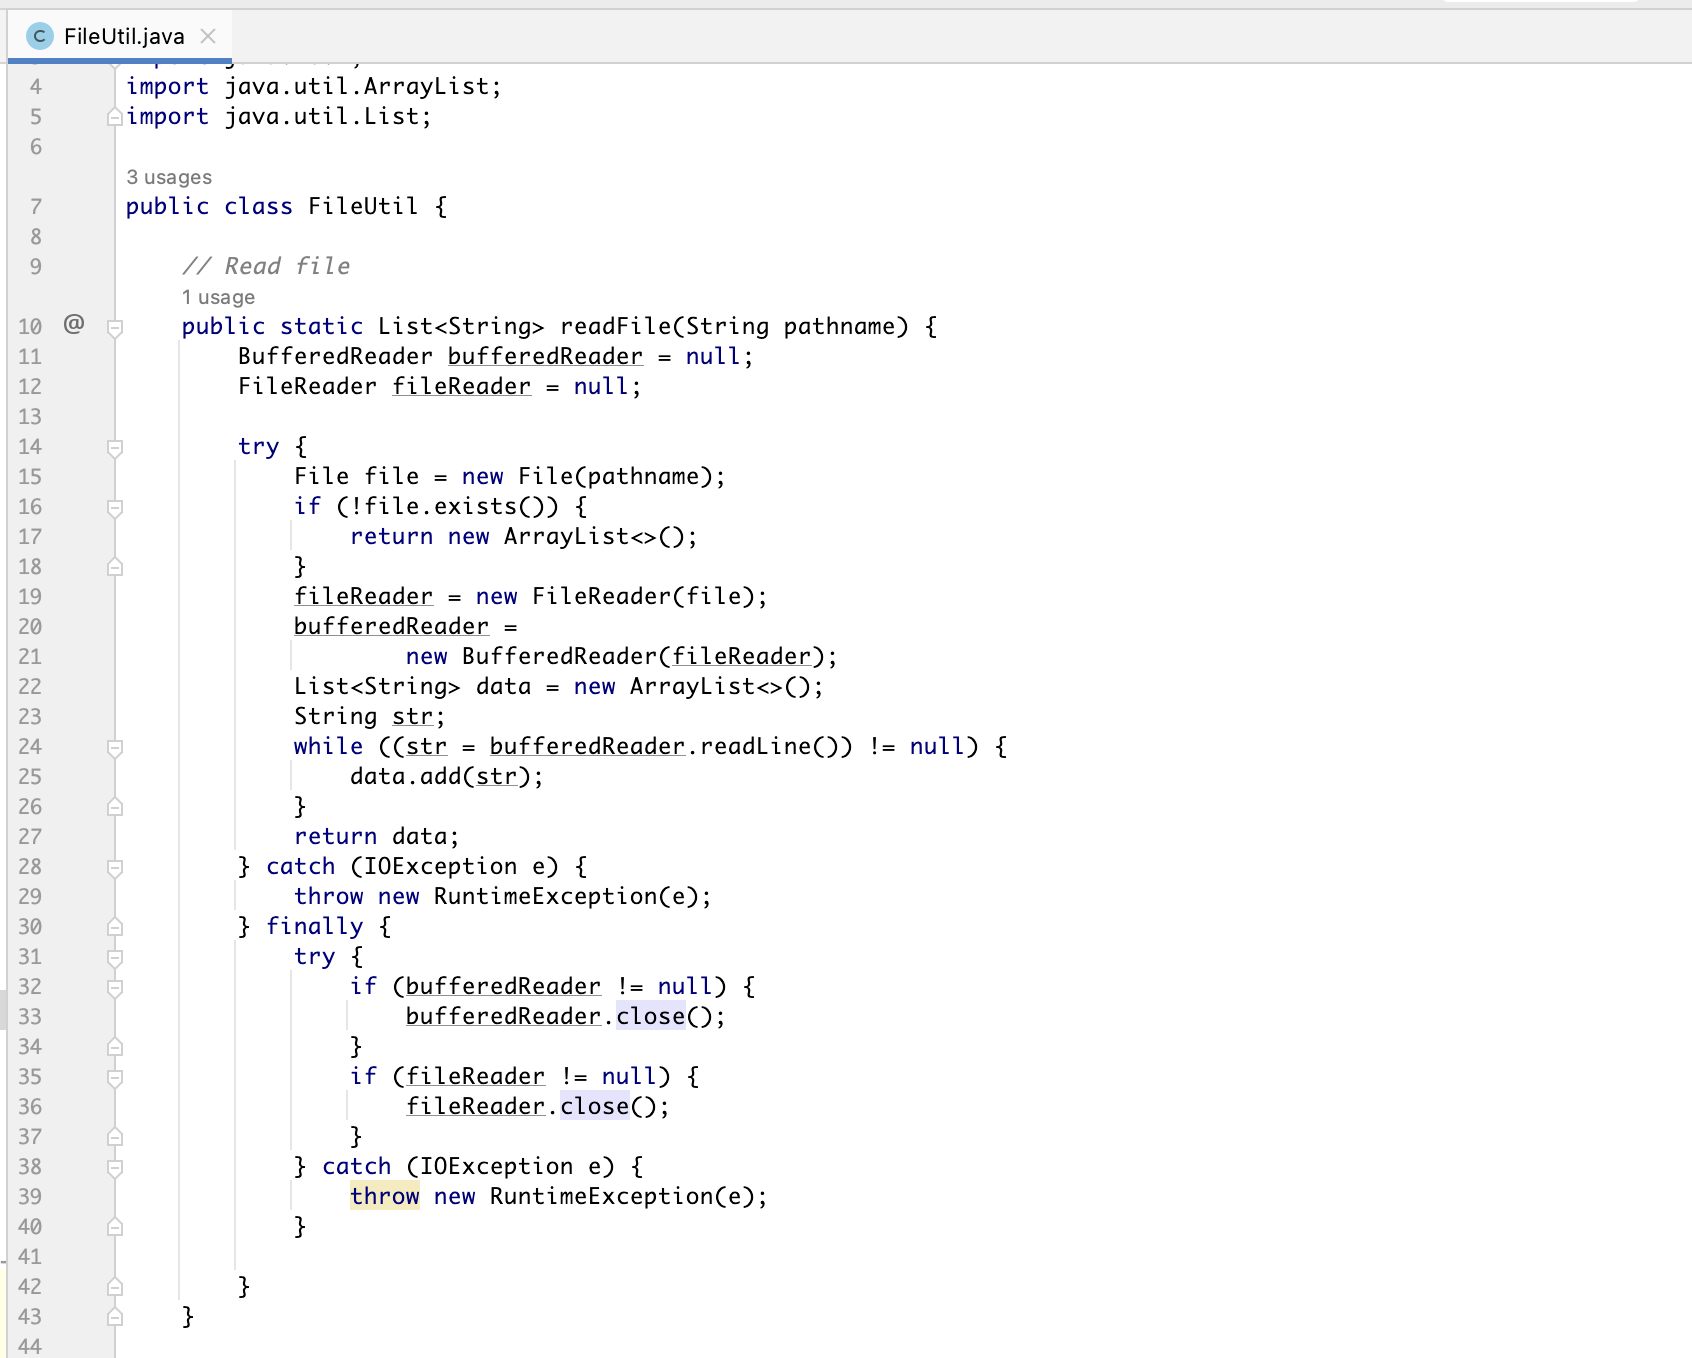 FileUtil.java
4 import java.util.ArrayList;
5 import java.util.List;
6
3 usages
7 public class FileUtil {
8
9 // Read file
1 usage
10 @ public static List<String> readFile(String pathname) {
11 BufferedReader bufferedReader = null;
12 FileReader fileReader = null;
13
14 try {
15 File file = new File(pathname);
16 if (!file.exists()) {
17 return new ArrayList<>();
18 }
19 fileReader = new FileReader(file);
20 bufferedReader =
21 new BufferedReader(fileReader);
22 List<String> data = new ArrayList<>();
23 String str;
24 while ((str = bufferedReader.readLine()) != null) {
25 data.add(str);
26 }
27 return data;
28 } catch (IOException e) {
29 throw new RuntimeException(e);
30 } finally {
31 try {
32 if (bufferedReader != null) {
33 bufferedReader.close();
34 }
35 if (fileReader != null) {
36 fileReader.close();
37 }
38 } catch (IOException e) {
39 throw new RuntimeException(e);
40 }
41
42 }
43 }
44